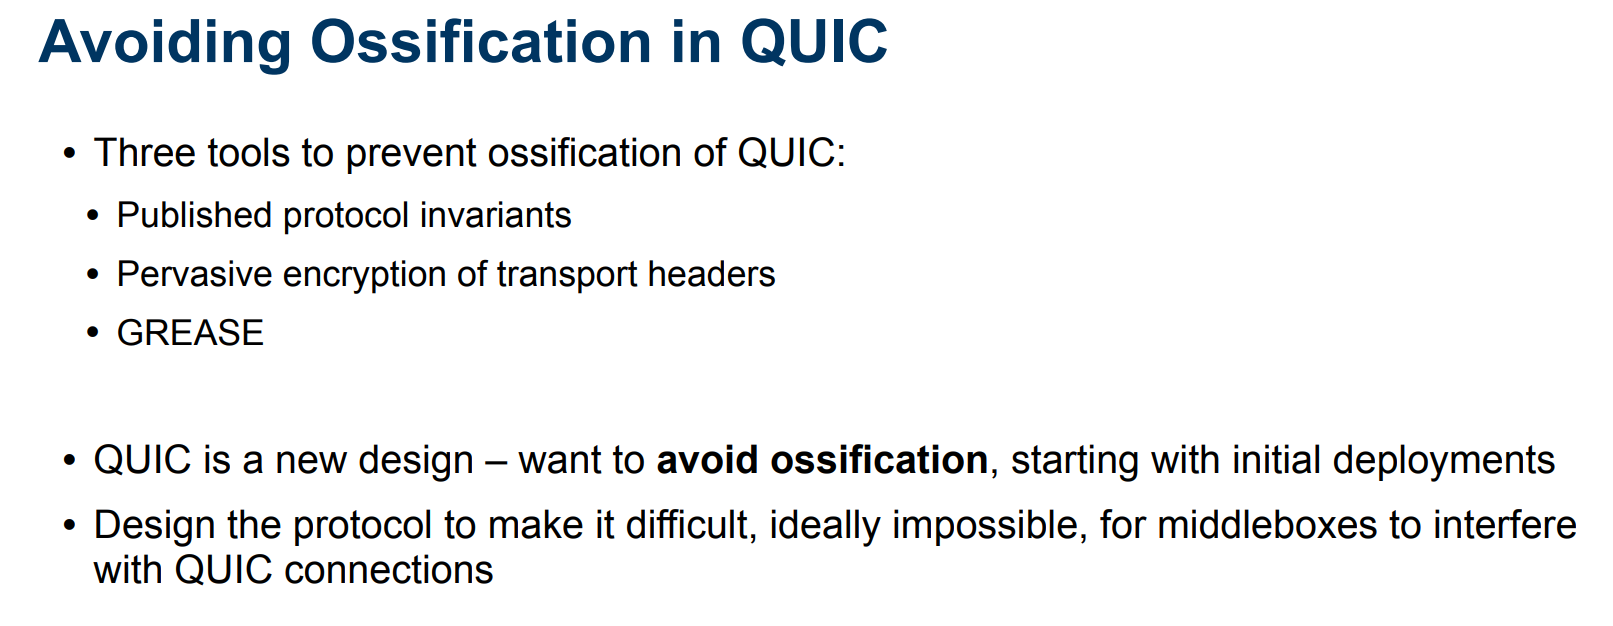 Avoiding Ossification in QUIC
• Three tools to prevent ossification of QUIC:
• Published protocol invariants
• Pervasive encryption of transport headers
• GREASE
• QUIC is a new design – want to avoid ossification, starting with initial deployments
• Design the protocol to make it difficult, ideally impossible, for middleboxes to interfere
with QUIC connections